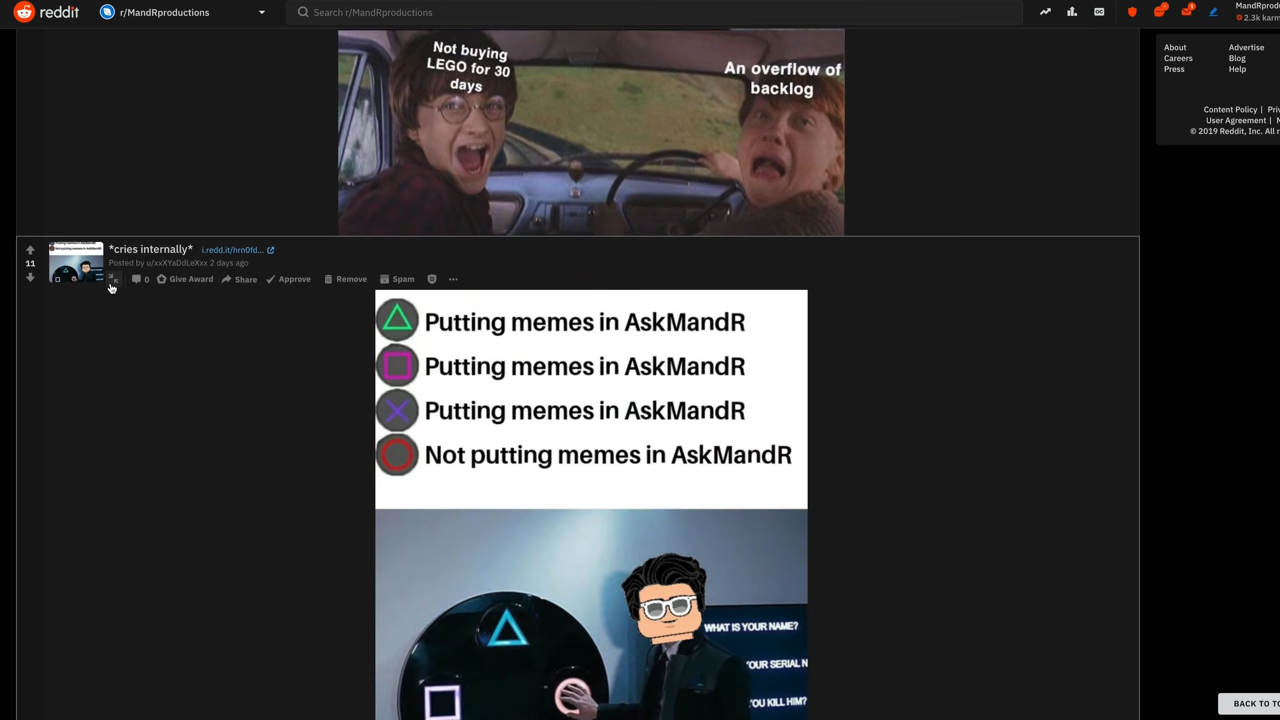 reddit
r/MandRproductions
Search r/MandRproductions
MandRprodu
2.3k karm
About
Advertise
Careers
Blog
Press
Help
Content Policy | Priv
User Agreement |
© 2019 Reddit, Inc. All
Not buying
LEGO for 30
days
An overflow of
backlog
11
*cries internally*
i.redd.it/hrn0fd...
Posted by u/xxXYaDdLeXxx 2 days ago
0
Give Award
Share
Approve
Remove
Spam
Putting memes in AskMandR
Putting memes in AskMandR
Putting memes in AskMandR
Not putting memes in AskMandR
WHAT IS YOUR NAME?
OUR SERIAL N
OU KILL HIM?
BACK TO